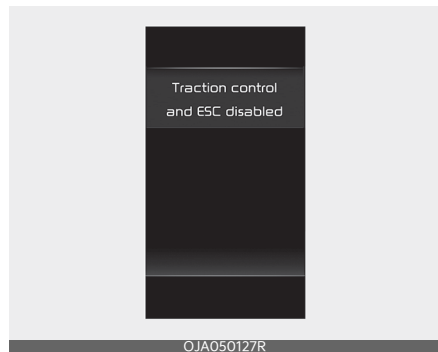 Traction control
and ESC disabled
OJA050127R